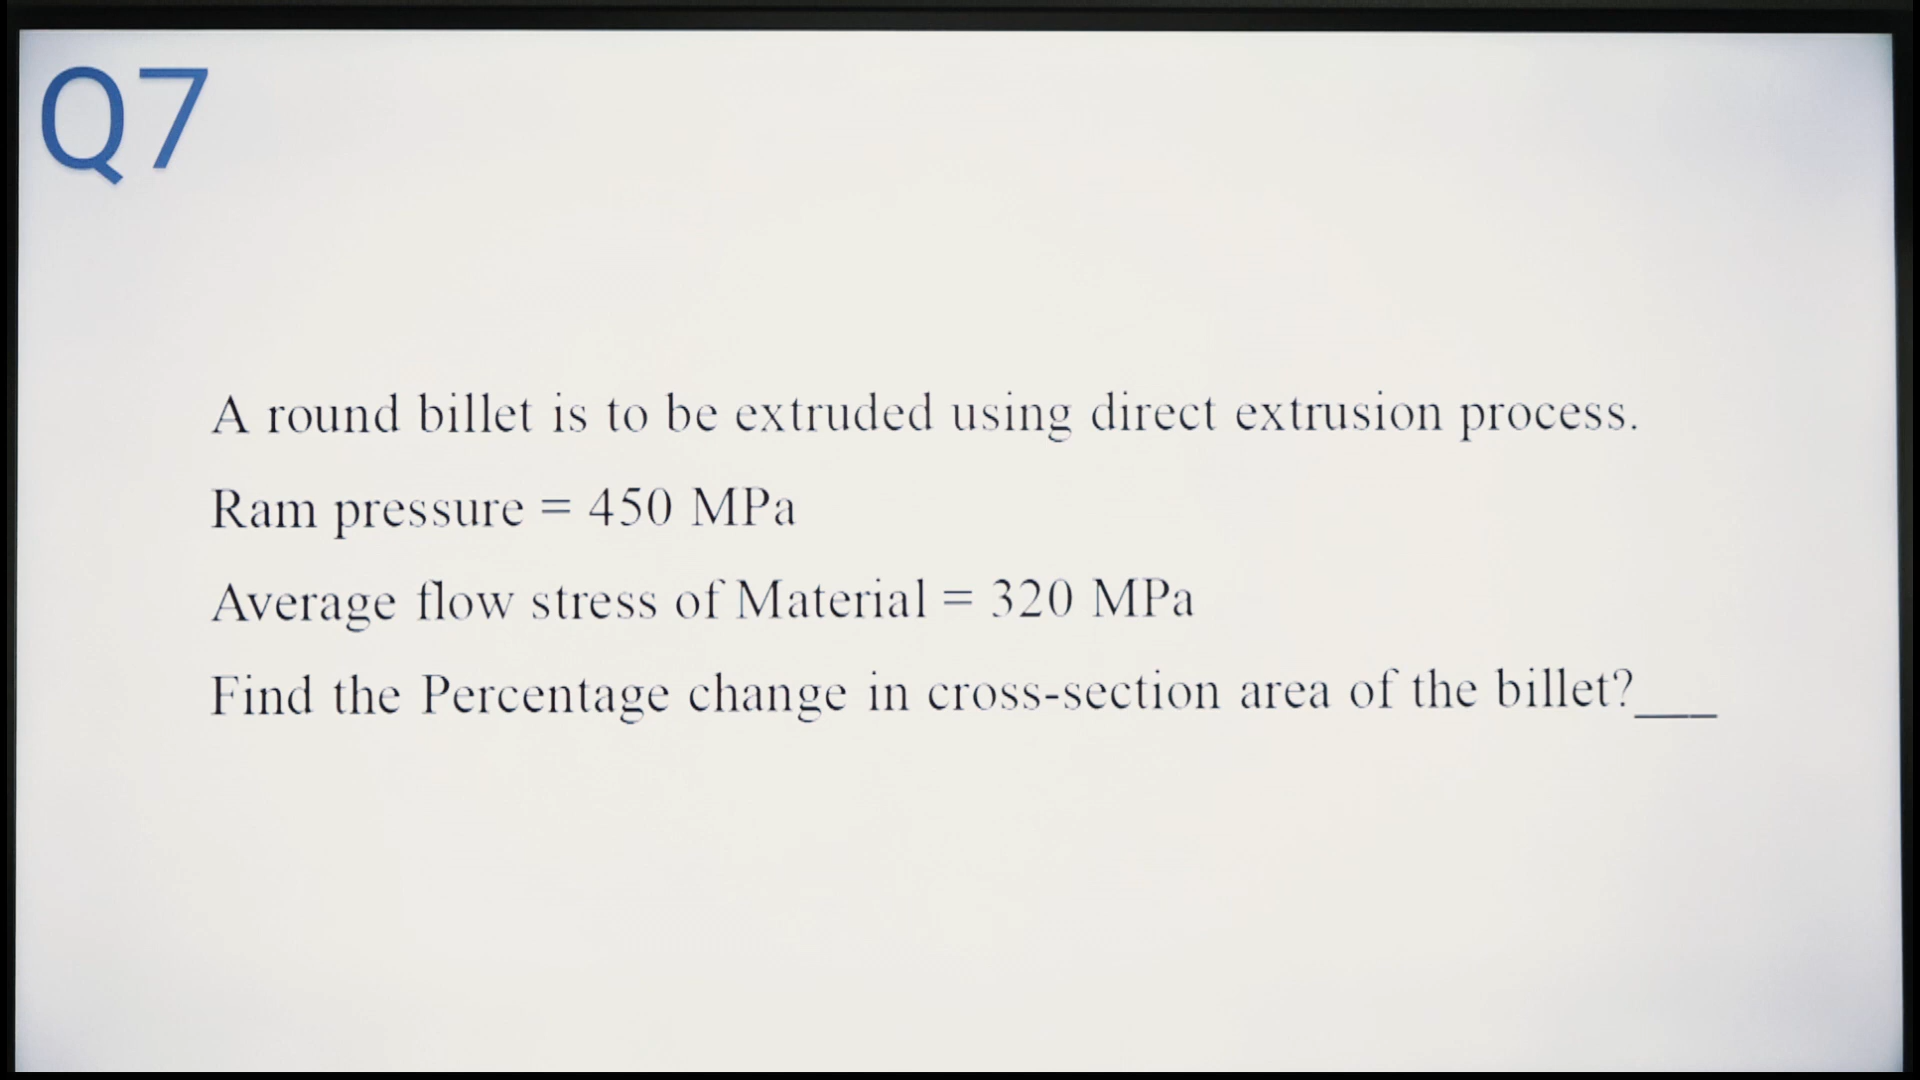 Q7
A round billet is to be extruded using direct extrusion process.
Ram pressure = 450 MPa
Average flow stress of Material = 320 MPa
Find the Percentage change in cross-section area of the billet?___